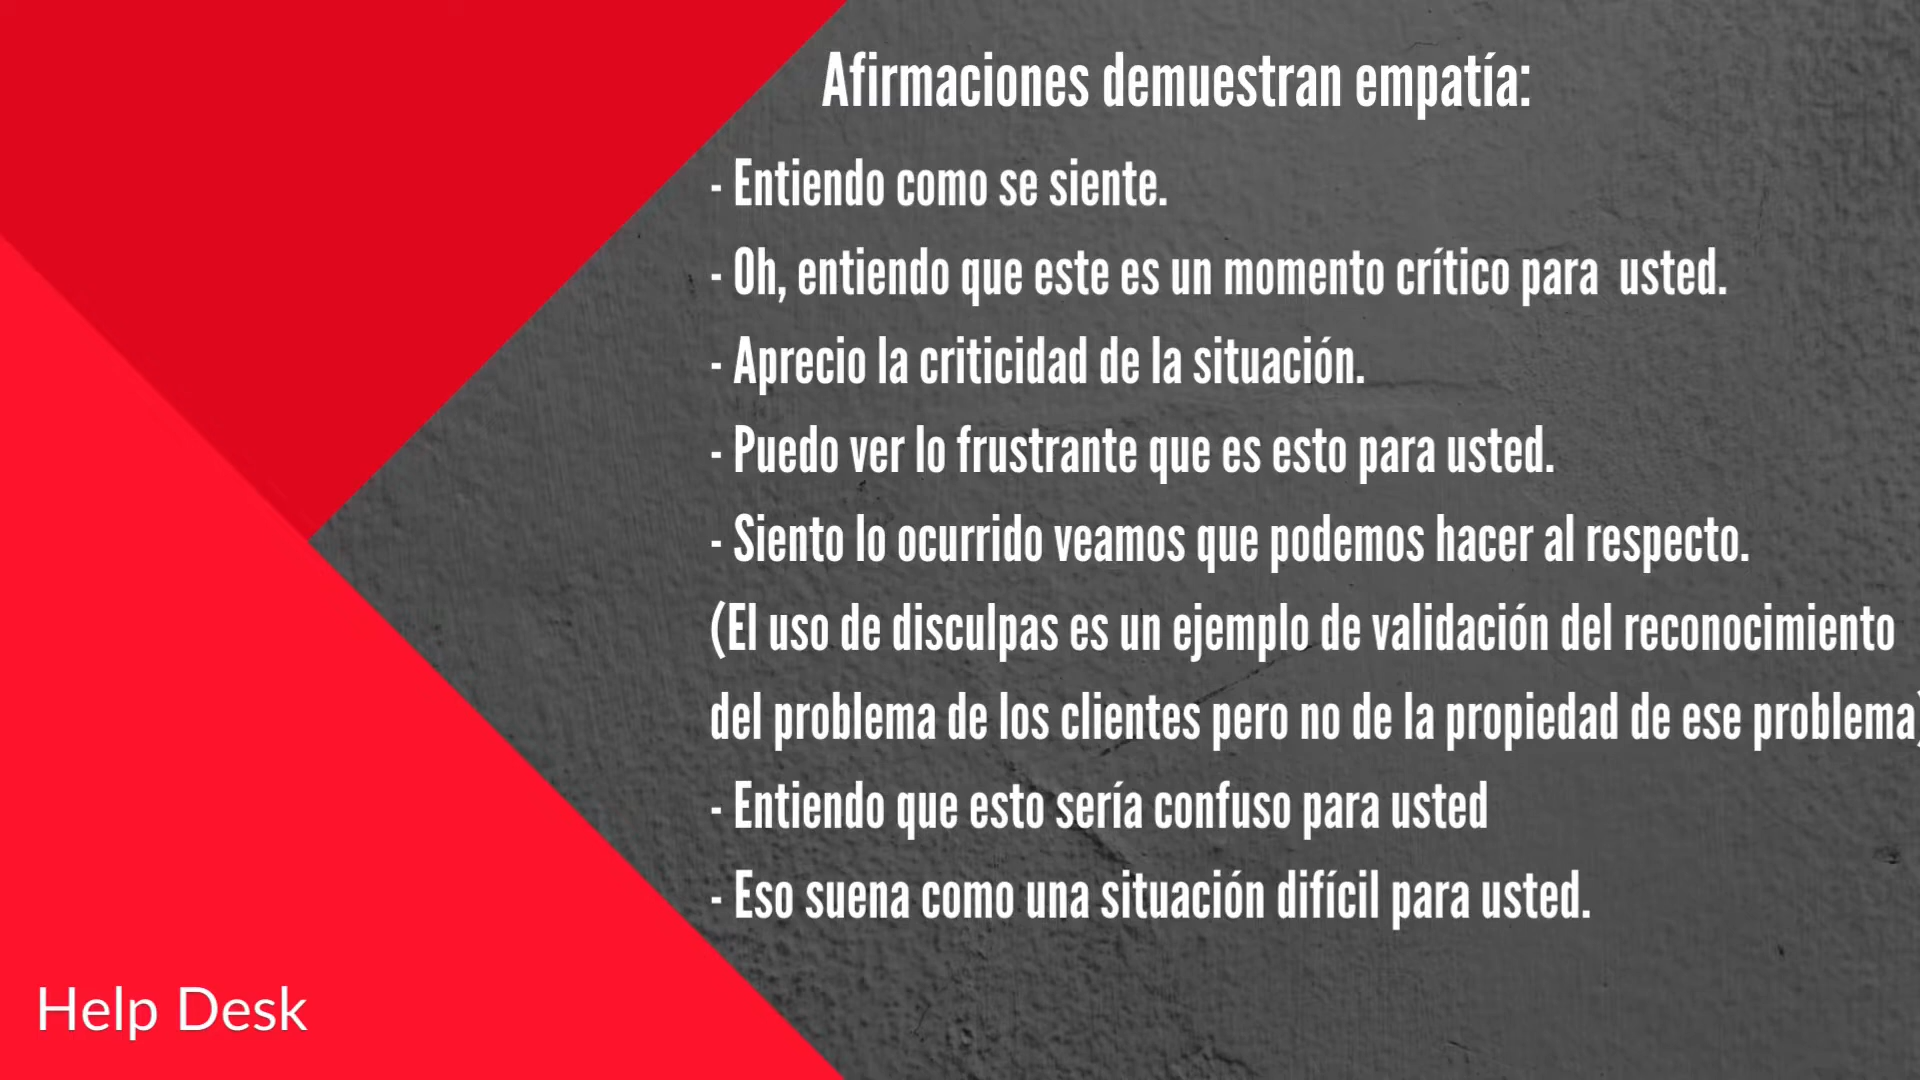 Afirmaciones demuestran empatía:
- Entiendo como se siente.
- Oh, entiendo que este es un momento crítico para  usted.
- Aprecio la criticidad de la situación.
- Puedo ver lo frustrante que es esto para usted.
- Siento lo ocurrido veamos que podemos hacer al respecto.
(El uso de disculpas es un ejemplo de validación del reconocimiento
del problema de los clientes pero no de la propiedad de ese problema)
- Entiendo que esto sería confuso para usted
- Eso suena como una situación difícil para usted.
Help Desk